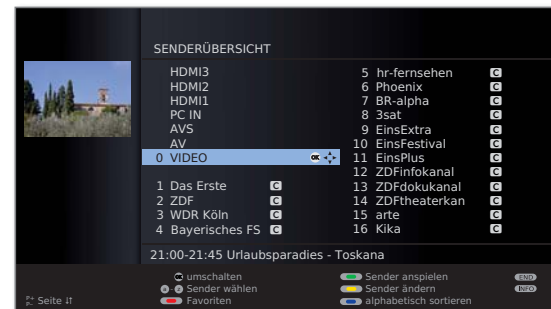 SENDERÜBERSICHT
HDMI3
HDMI2
HDMI1
PC IN
AVS
AV
0 VIDEO OK
1 Das Erste C
2 ZDF C
3 WDR Köln C
4 Bayerisches FS C
5 hr-fernsehen C
6 Phoenix C
7 BR-alpha C
8 3sat C
9 EinsExtra C
10 EinsFestival C
11 EinsPlus C
12 ZDFinfokanal C
13 ZDFdokukanal C
14 ZDFtheaterkan C
15 arte C
16 Kika C
21:00-21:45 Urlaubsparadies - Toskana
OK umschalten
Sender wählen
Favoriten
Sender anspielen
Sender ändern
alphabetisch sortieren
END
INFO
P+ P- Seite